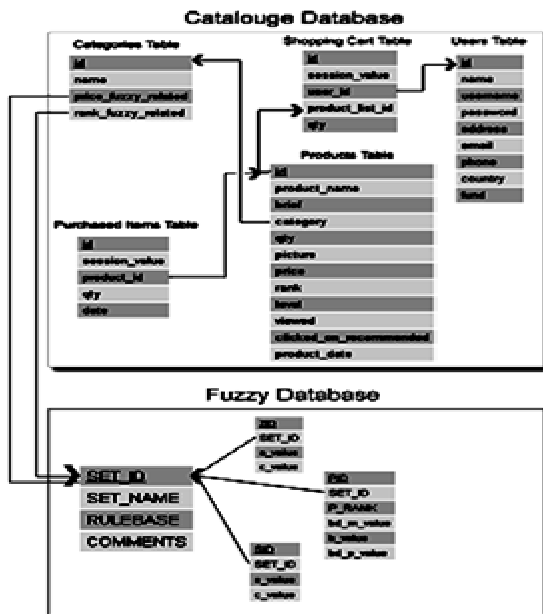 Catalouge Database
Categories Table
id
name
price_fuzzy_related
rank_fuzzy_related
Shopping Cart Table
id
session_value
user_id
product_list_id
qty
Users Table
id
name
username
password
address
email
phone
country
fund
Products Table
id
product_name
brief
category
qty
picture
price
rank
level
viewed
clicked_on_recommended
product_date
Purchased Items Table
id
session_value
product_id
qty
date
Fuzzy Database
SET_ID
SET_NAME
RULEBASE
COMMENTS
SET_ID
c_value
PID
SET_ID
P_RANK
bd_m_value
b_value
bd_p_value
SET_ID
c_value